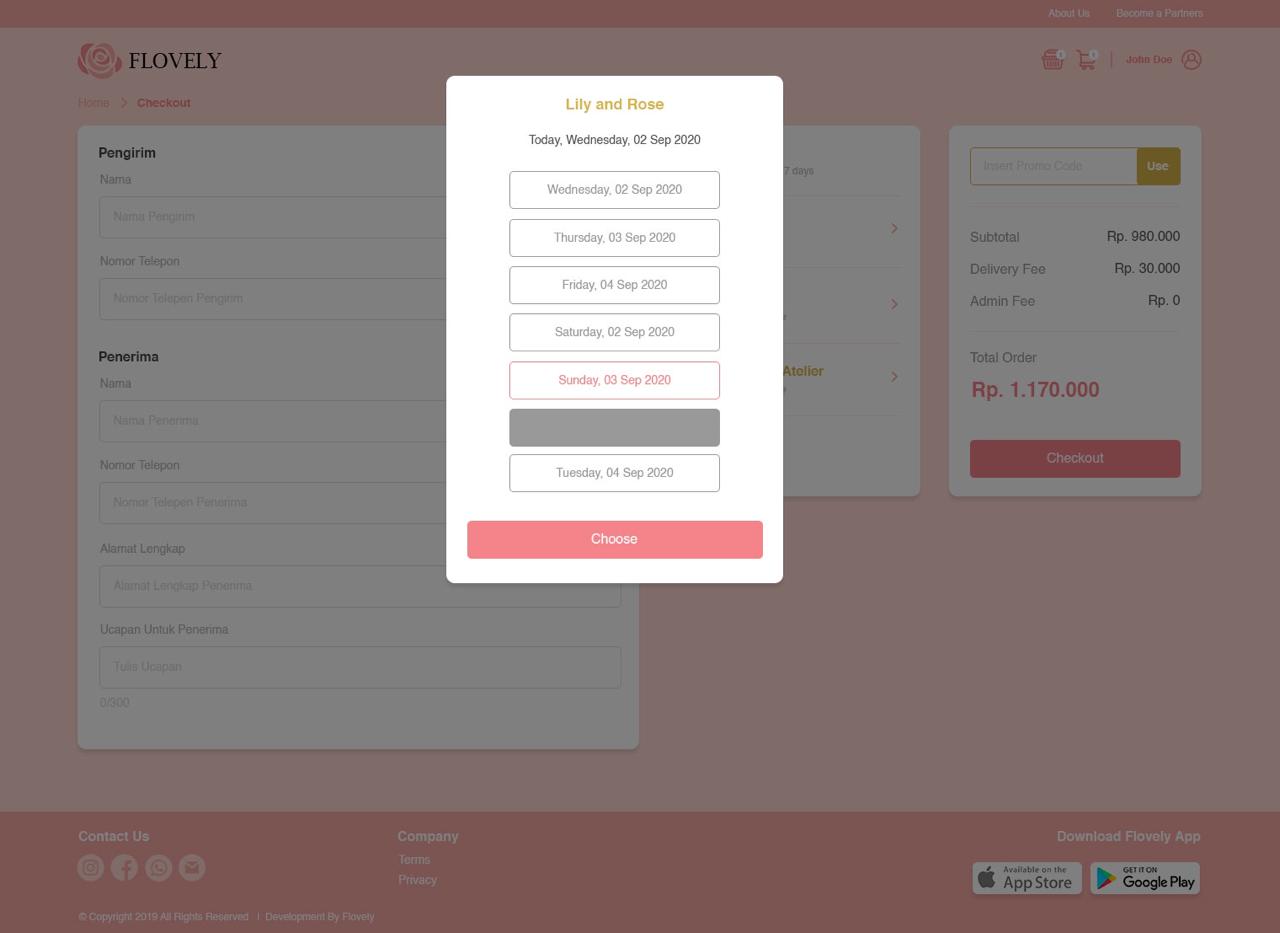 About Us Become a Partners
FLOVELY
1 1 John Doe
Home Checkout
Lily and Rose
Today, Wednesday, 02 Sep 2020
Wednesday, 02 Sep 2020
Thursday, 03 Sep 2020
Friday, 04 Sep 2020
Saturday, 02 Sep 2020
Sunday, 03 Sep 2020
Tuesday, 04 Sep 2020
Choose
Pengirim
Nama
Nama Pengirim
Nomor Telepon
Nomor Telepen Pengirim
Penerima
Nama
Nama Penerima
Nomor Telepon
Nomor Telepen Penerima
Alamat Lengkap
Alamat Lengkap Penerima
Ucapan Untuk Penerima
Tulis Ucapan
0/300
7 days
Atelier
Insert Promo Code Use
Subtotal Rp. 980.000
Delivery Fee Rp. 30.000
Admin Fee Rp. 0
Total Order
Rp. 1.170.000
Checkout
Contact Us
Company
Terms
Privacy
Download Flovely App
Available on the
App Store
GET IT ON
Google Play
© Copyright 2019 All Rights Reserved | Development By Flovely